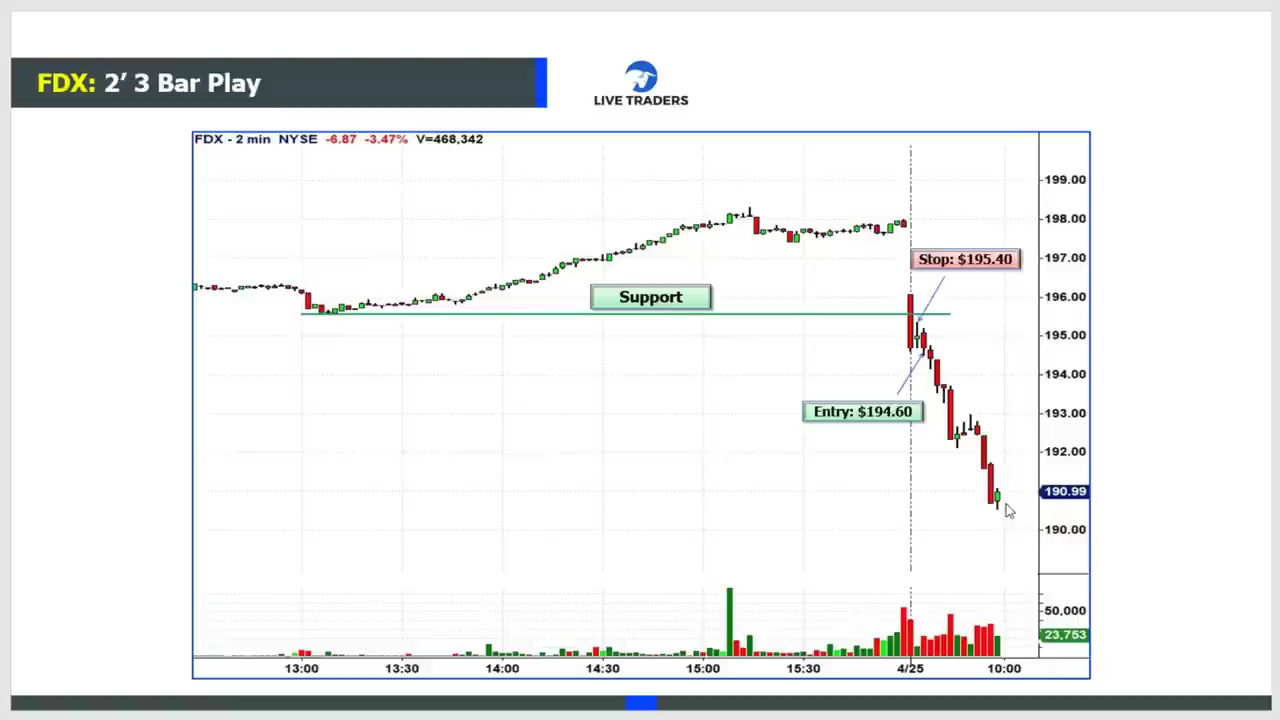 FDX: 2’ 3 Bar Play
LIVE TRADERS
FDX - 2 min NYSE -6.87 -3.47% V=468,342
199.00
198.00
197.00
Stop: $195.40
196.00
Support
195.00
194.00
Entry: $194.60
193.00
192.00
190.99
190.00
50,000
23,753
13:00 13:30 14:00 14:30 15:00 15:30 4/25 10:00